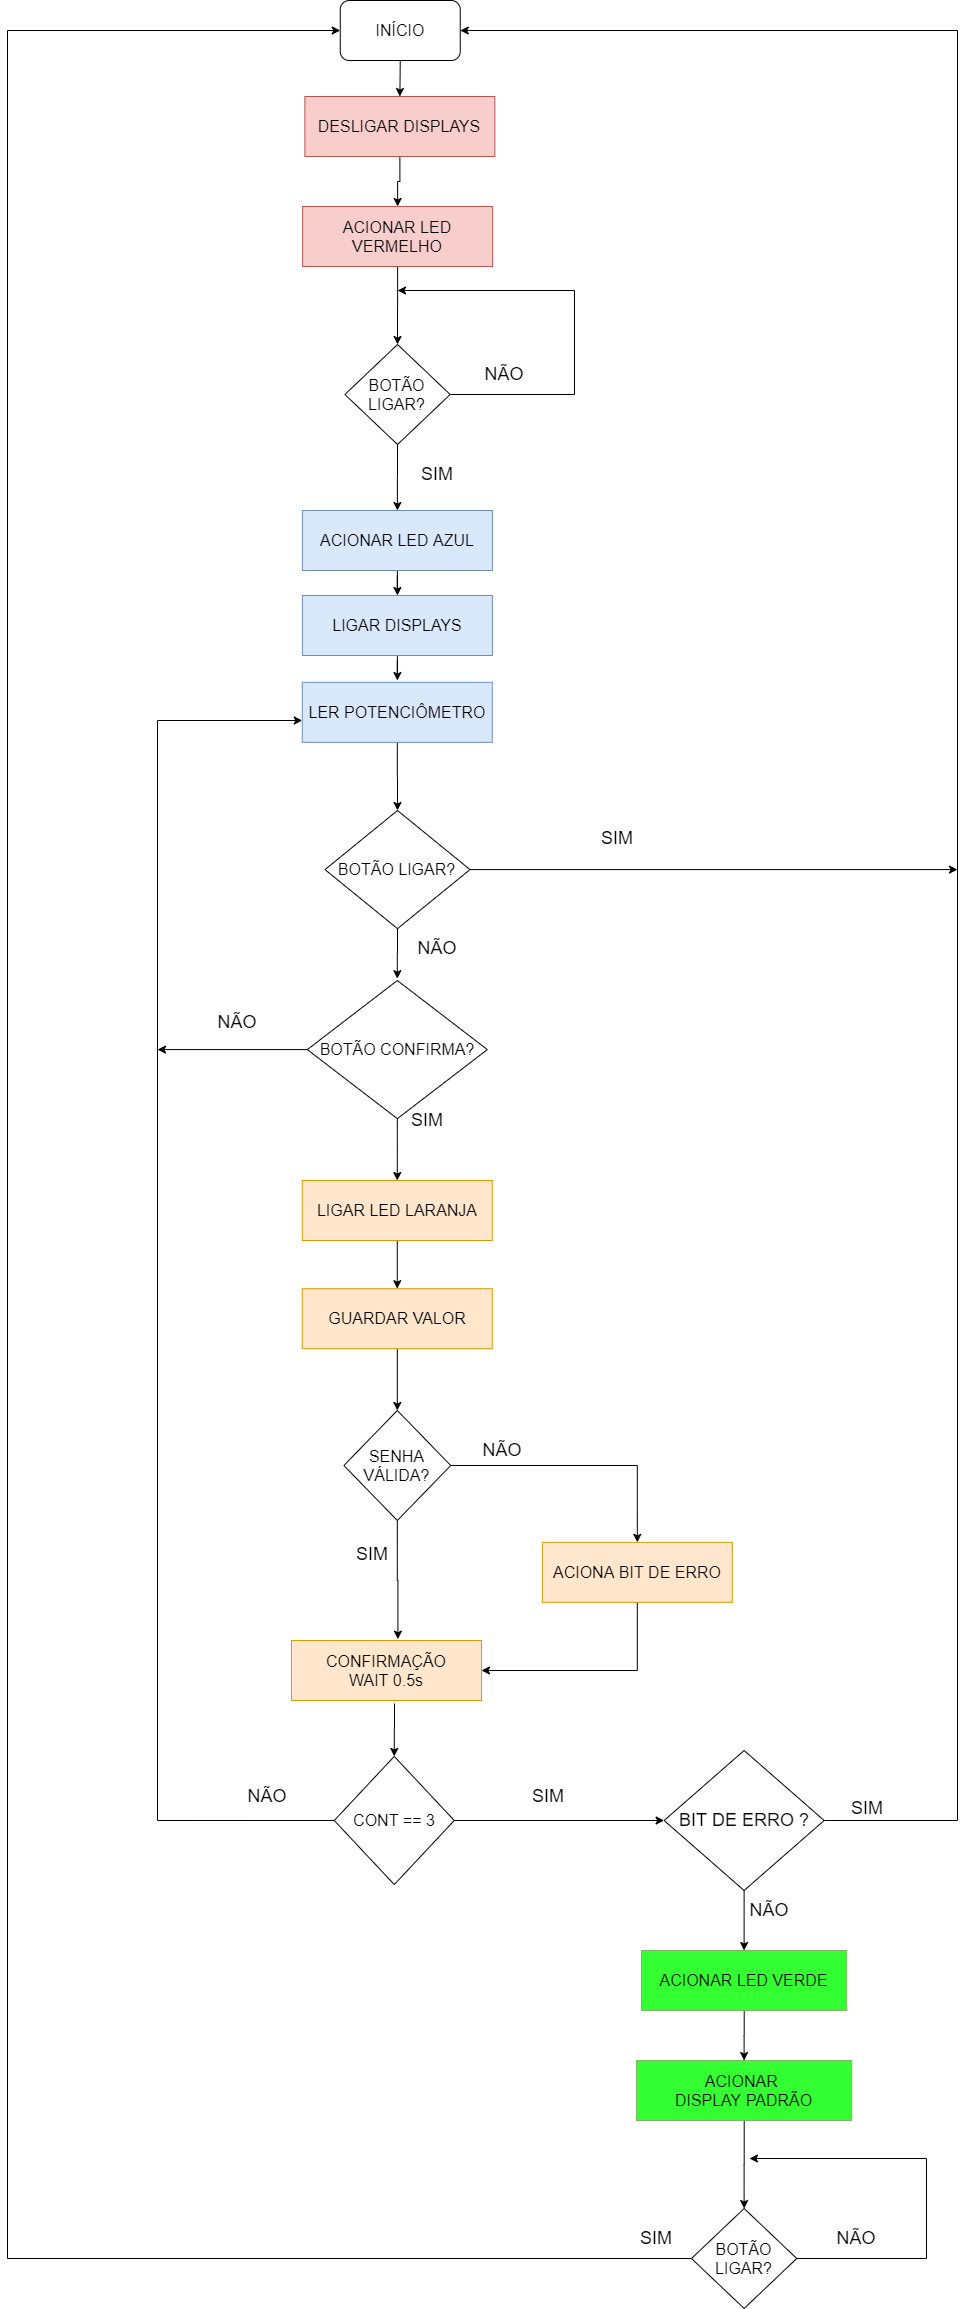 INÍCIO
DESLIGAR DISPLAYS
ACIONAR LED
VERMELHO
BOTÃO
LIGAR?
NÃO
SIM
ACIONAR LED AZUL
LIGAR DISPLAYS
LER POTENCIÔMETRO
BOTÃO LIGAR?
SIM
NÃO
BOTÃO CONFIRMA?
NÃO
SIM
LIGAR LED LARANJA
GUARDAR VALOR
SENHA
VÁLIDA?
NÃO
SIM
ACIONA BIT DE ERRO
CONFIRMAÇÃO
WAIT 0.5s
CONT == 3
NÃO
SIM
BIT DE ERRO ?
SIM
NÃO
ACIONAR LED VERDE
ACIONAR
DISPLAY PADRÃO
BOTÃO
LIGAR?
SIM
NÃO